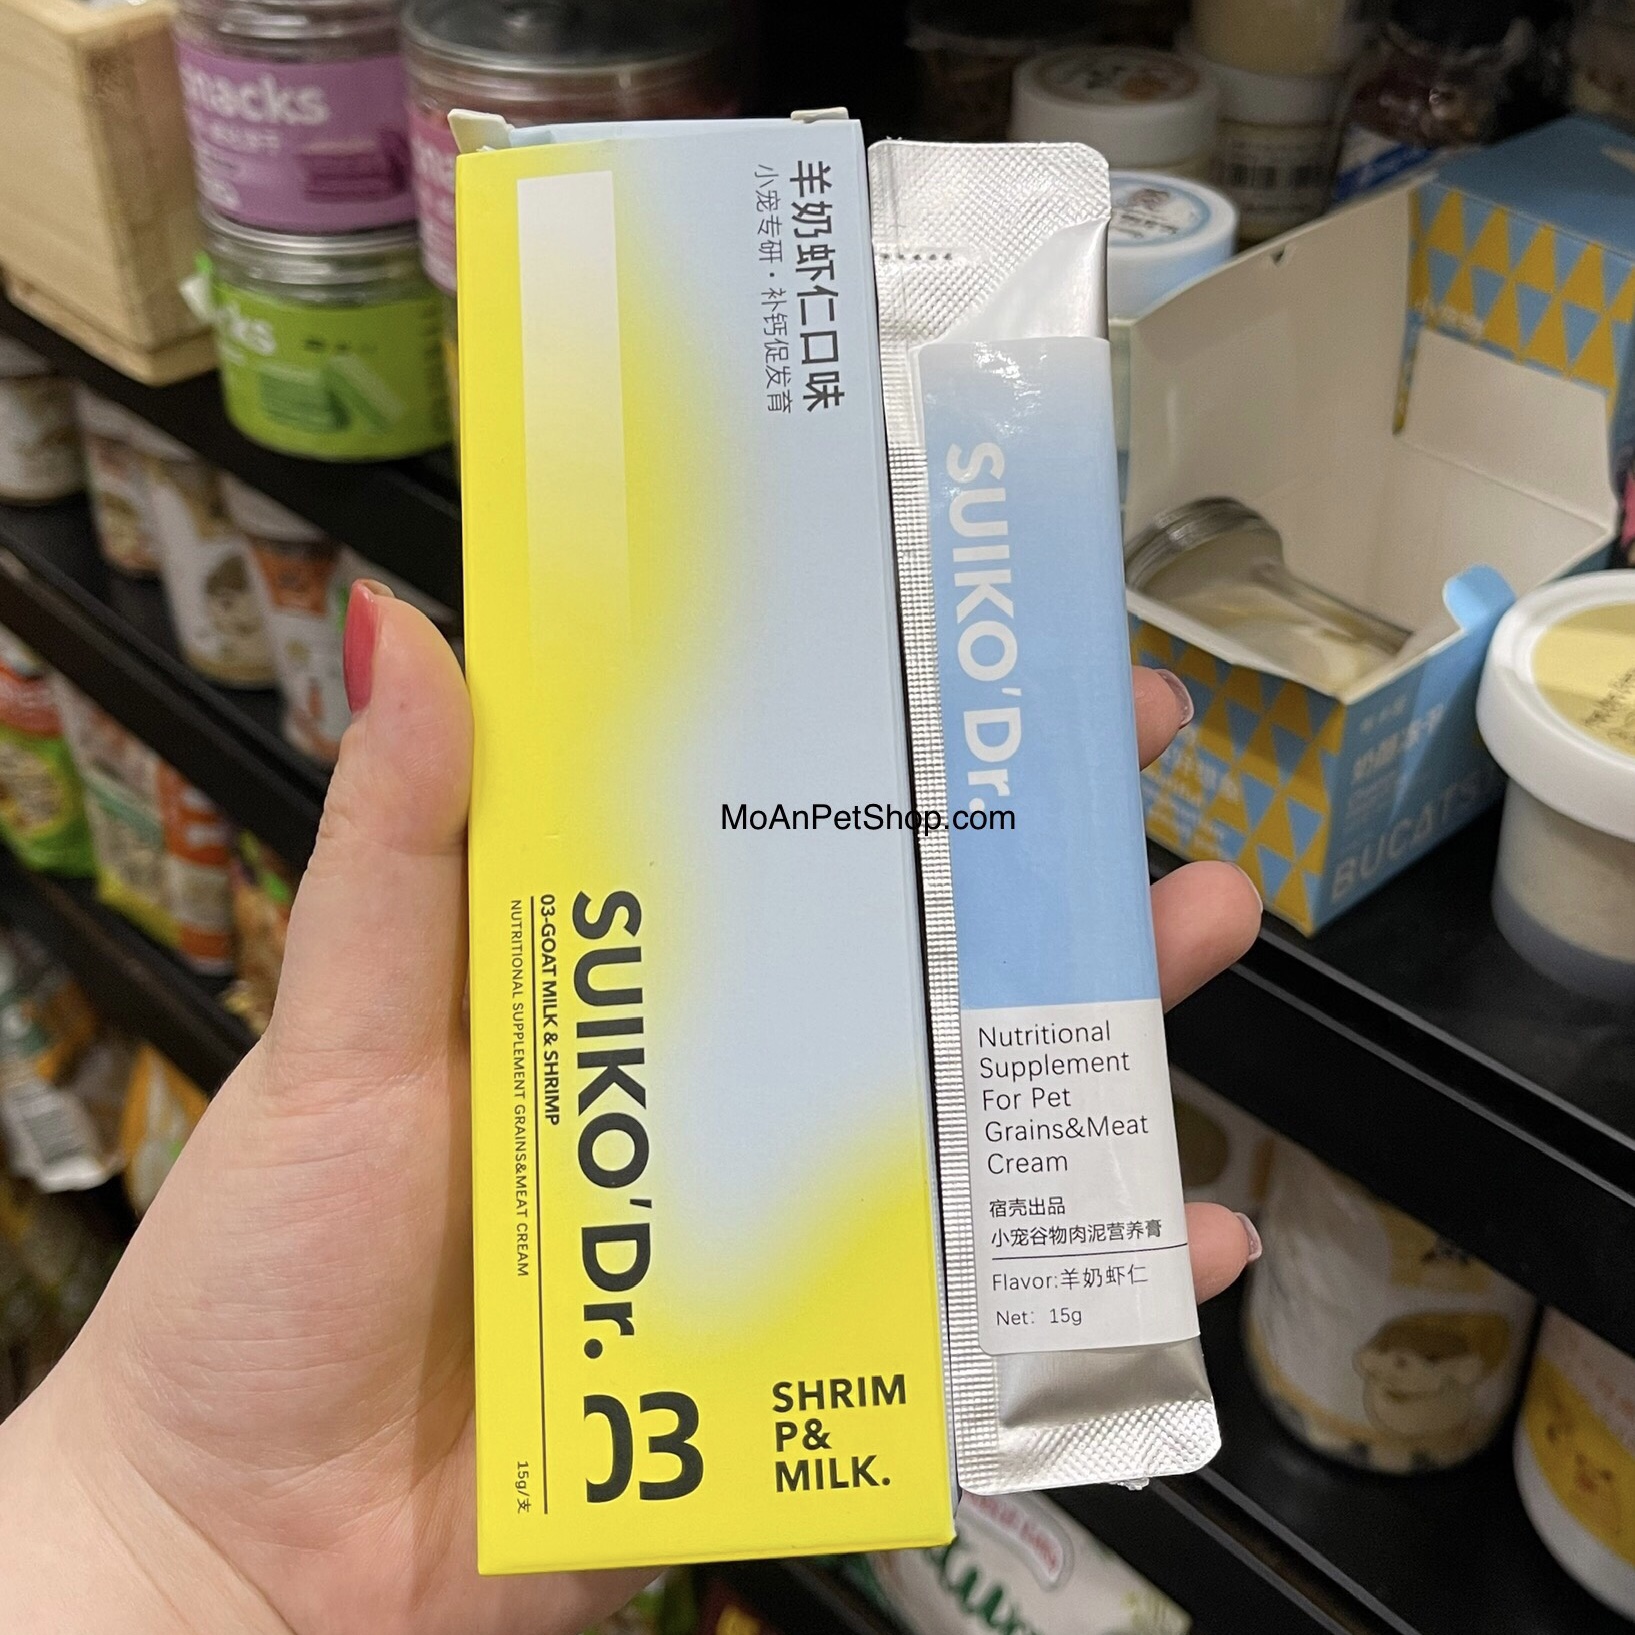 羊奶虾仁口味
小宠专研·补钙促发育
SUIKO'Dr.
03-GOAT MILK & SHRIMP
NUTRITIONAL SUPPLEMENT GRAINS&MEAT CREAM
15g/支
03
SHRIM
P&
MILK.
SUIKO'Dr.
Nutritional
Supplement
For Pet
Grains&Meat
Cream
宿壳出品
小宠谷物肉泥营养膏
Flavor:羊奶虾仁
Net: 15g
MoAnPetShop.com